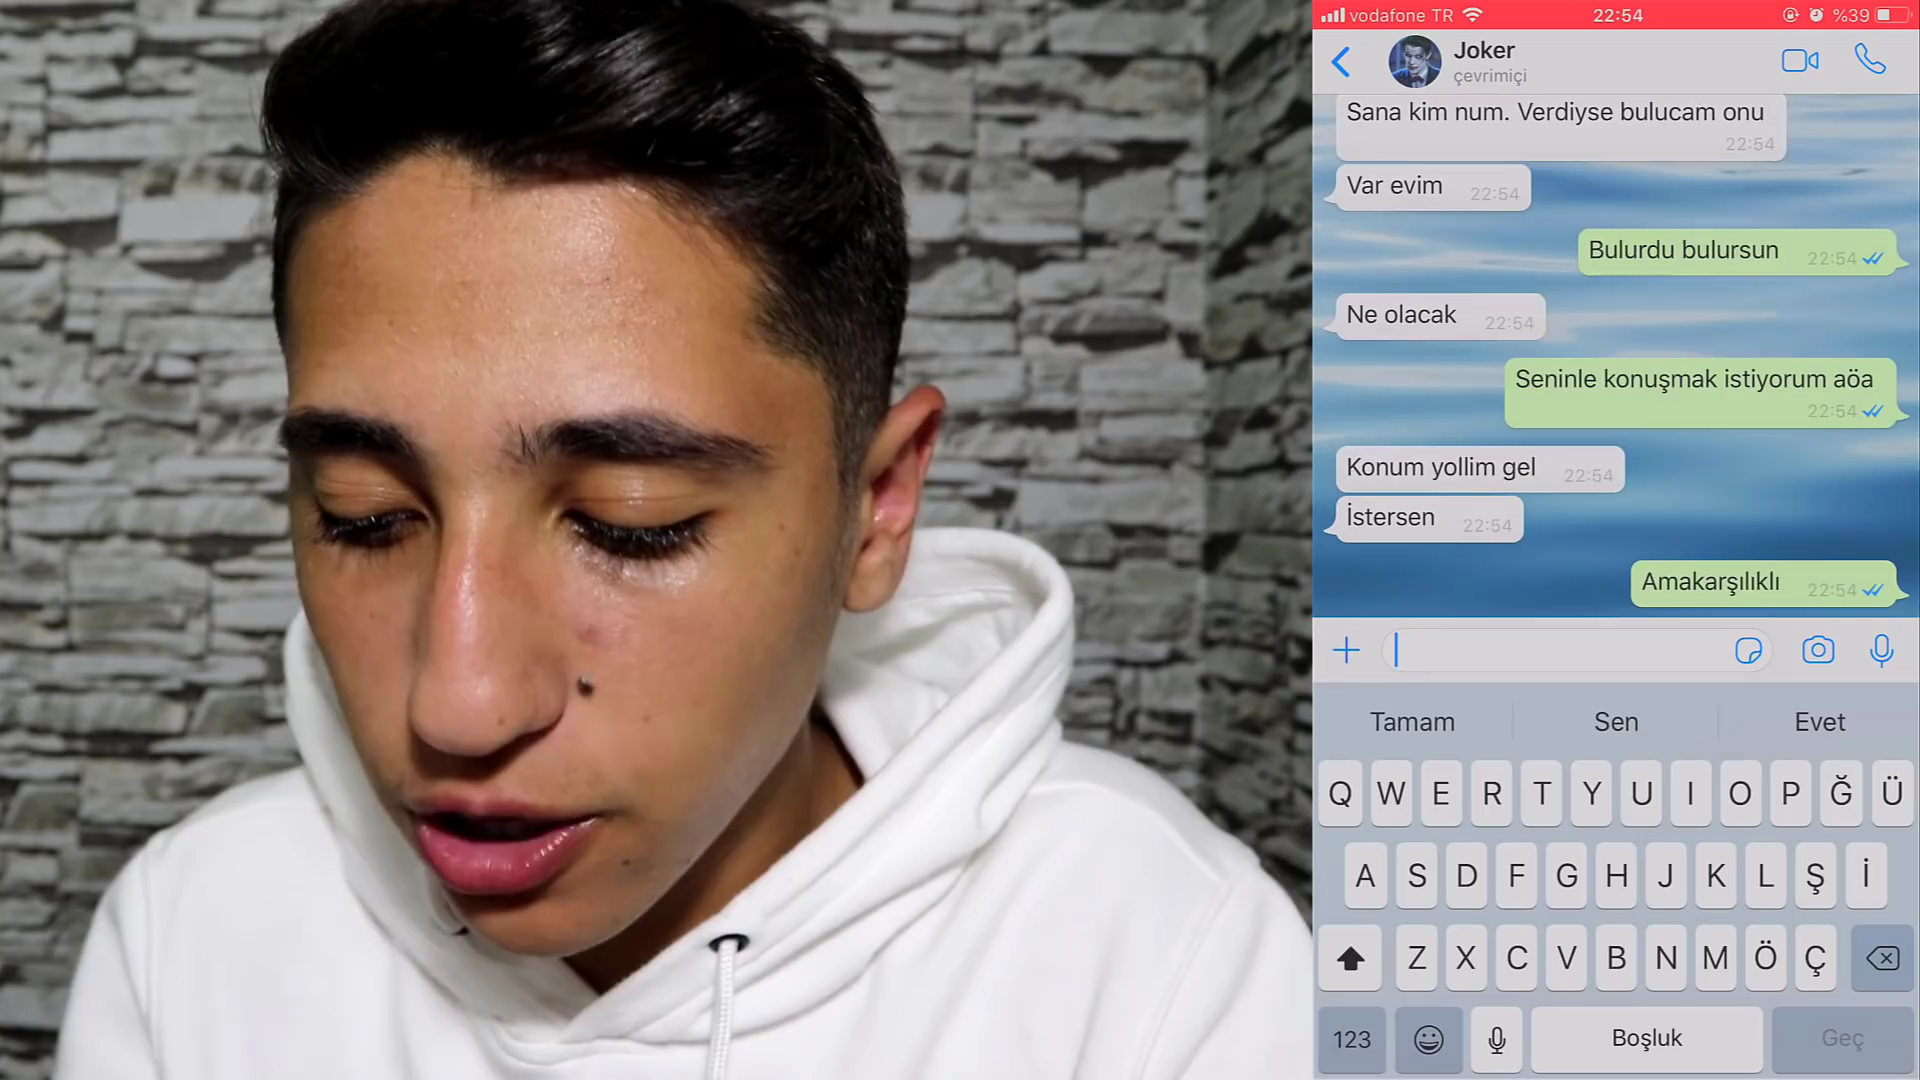 vodafone TR
22:54
%39
Joker
çevrimiçi
Sana kim num. Verdiyse bulucam onu
22:54
Var evim 22:54
Bulurdu bulursun 22:54
Ne olacak 22:54
Seninle konuşmak istiyorum aöa
22:54
Konum yollim gel 22:54
İstersen 22:54
Amakarşılıklı 22:54
Tamam Sen Evet
Q W E R T Y U I O P Ğ Ü
A S D F G H J K L Ş İ
Z X C V B N M Ö Ç
123 Boşluk Geç